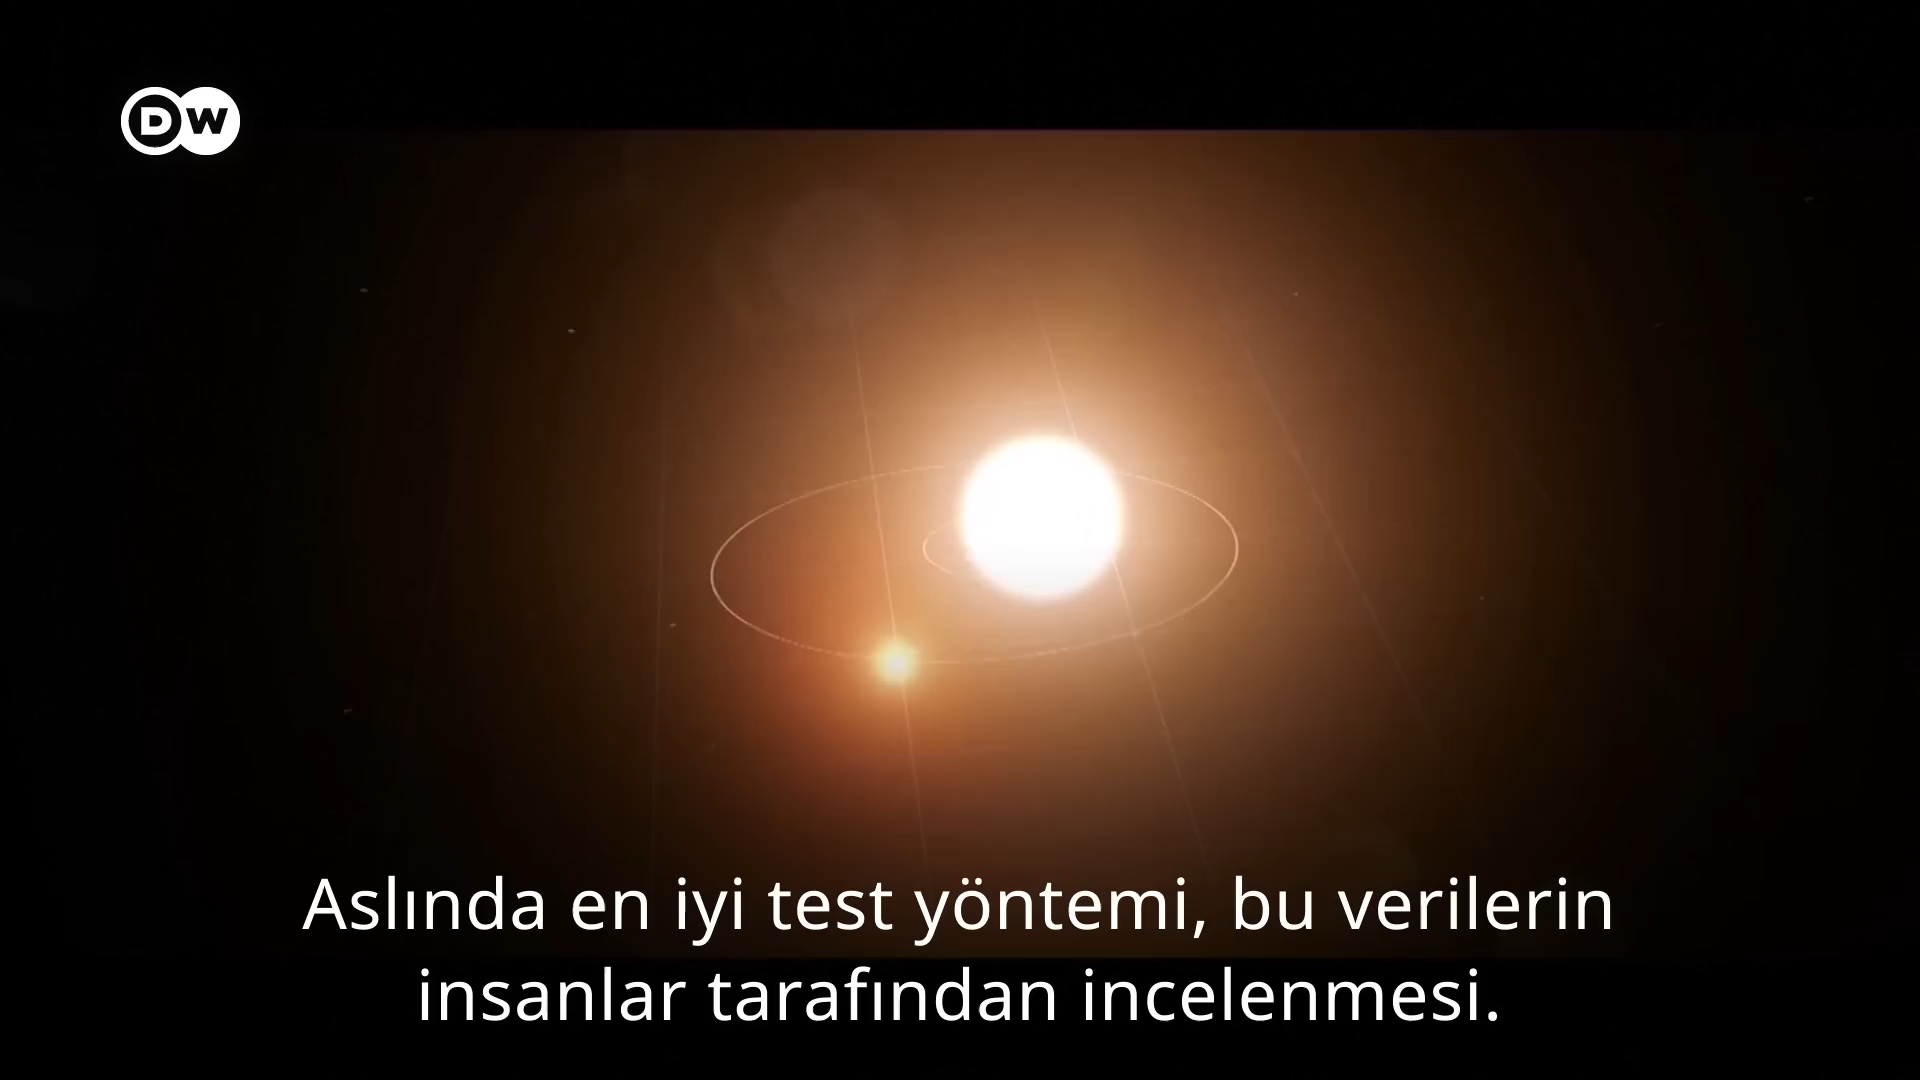 DW
Aslında en iyi test yöntemi, bu verilerin
insanlar tarafından incelenmesi.